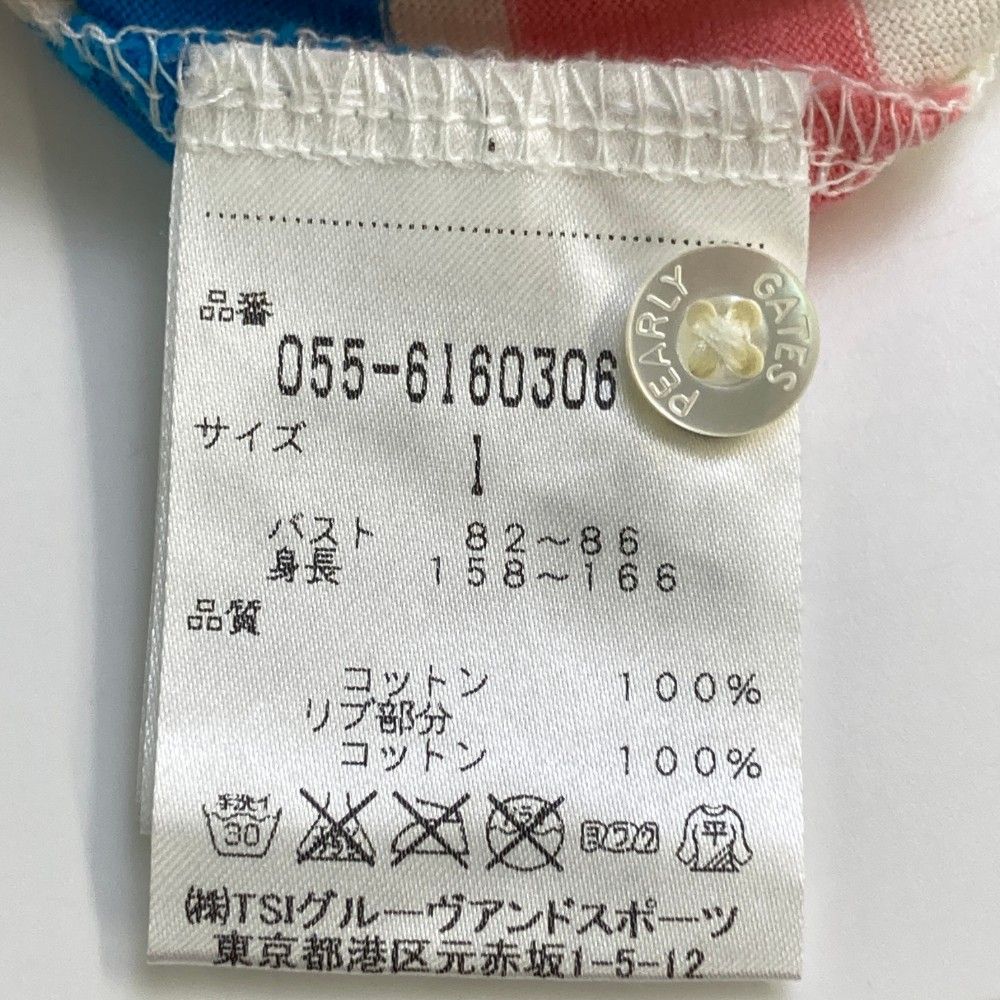 品番
055-6160306
PEARLY GATES
サイズ
1
バスト 82~86
身長 158~166
品質
コットン 100%
リブ部分
コットン 100%
手洗イ
30
平
(株)TSIグルーヴアンドスポーツ
東京都港区元赤坂1-5-12